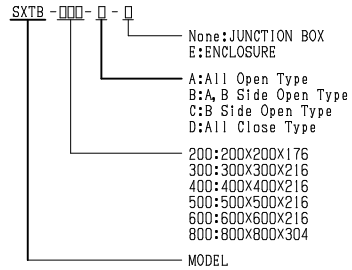 SXTB-□□□-□-□
None:JUNCTION BOX
E:ENCLOSURE
A:All Open Type
B:A,B Side Open Type
C:B Side Open Type
D:All Close Type
200:200X200X176
300:300X300X216
400:400X400X216
500:500X500X216
600:600X600X216
800:800X800X304
MODEL